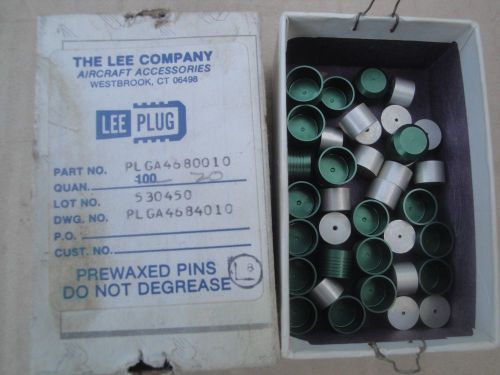 THE LEE COMPANY
AIRCRAFT ACCESSORIES
WESTBROOK, CT 06498
LEE PLUG
PART NO. PLGA4680010
QUAN. 100 20
LOT NO. 530450
DWG. NO. PLGA4684010
P.O.
CUST. NO.
PREWAXED PINS
DO NOT DEGREASE